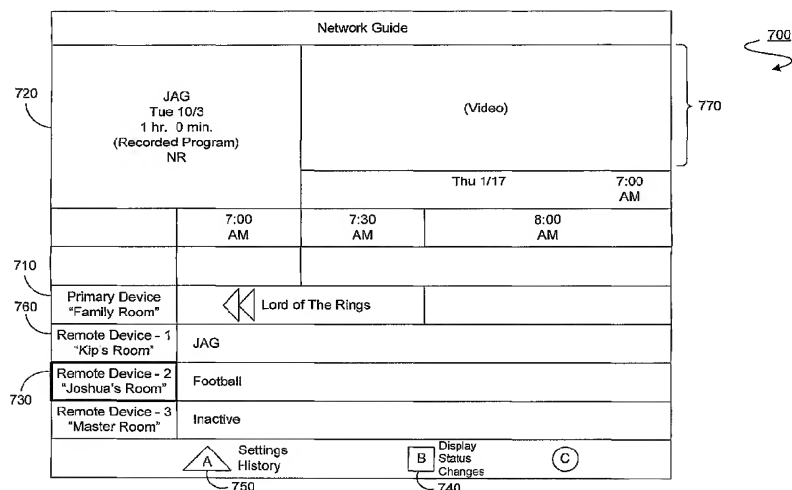 Network Guide
700
720
JAG
Tue 10/3
1 hr. 0 min.
(Recorded Program)
NR
(Video)
770
Thu 1/17
7:00
AM
7:00
AM
7:30
AM
8:00
AM
710
Primary Device
"Family Room"
Lord of The Rings
760
Remote Device - 1
"Kip's Room"
JAG
730
Remote Device - 2
"Joshua's Room"
Football
Remote Device - 3
"Master Room"
Inactive
A
Settings
History
B
Display
Status
Changes
C
750
740